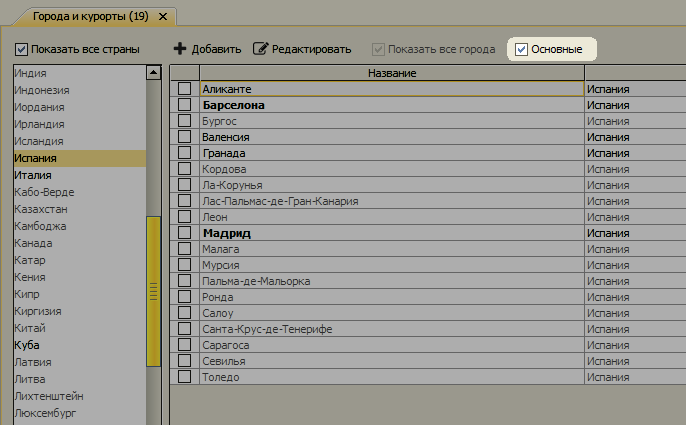 Города и курорты (19)
Показать все страны
Добавить Редактировать Показать все города Основные
Индия
Индонезия
Иордания
Ирландия
Исландия
Испания
Италия
Кабо-Верде
Казахстан
Камбоджа
Канада
Катар
Кения
Кипр
Киргизия
Китай
Куба
Латвия
Литва
Лихтенштейн
Люксембург
Название
Аликанте Испания
Барселона Испания
Бургос Испания
Валенсия Испания
Гранада Испания
Кордова Испания
Ла-Корунья Испания
Лас-Пальмас-де-Гран-Канария Испания
Леон Испания
Мадрид Испания
Малага Испания
Мурсия Испания
Пальма-де-Мальорка Испания
Ронда Испания
Салоу Испания
Санта-Крус-де-Тенерифе Испания
Сарагоса Испания
Севилья Испания
Толедо Испания